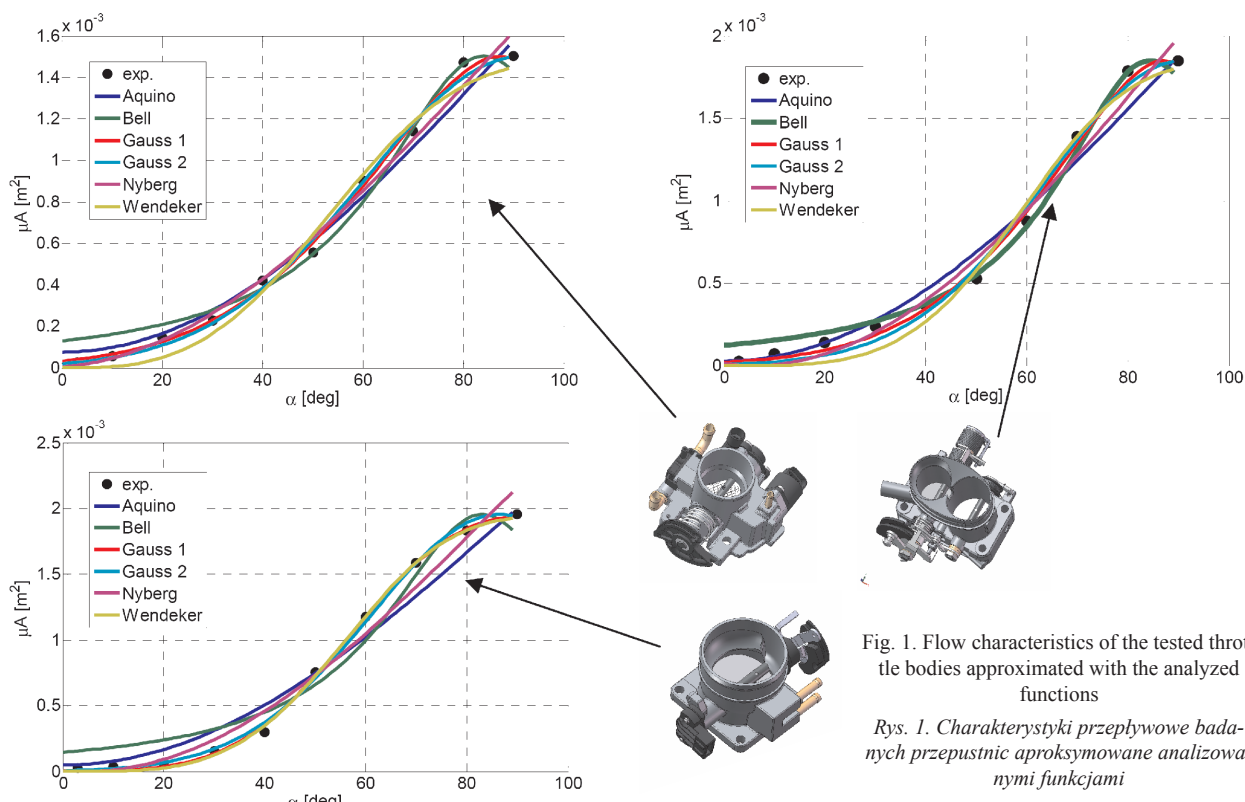 x 10-3
1.6
1.4
1.2
1
0.8
0.6
0.4
0.2
0
μA [m2]
exp.
Aquino
Bell
Gauss 1
Gauss 2
Nyberg
Wendeker
0 20 40 60 80 100
α [deg]
x 10-3
2
1.5
1
0.5
0
μA [m2]
exp.
Aquino
Bell
Gauss 1
Gauss 2
Nyberg
Wendeker
0 20 40 60 80 100
α [deg]
x 10-3
2.5
2
1.5
1
0.5
0
μA [m2]
exp.
Aquino
Bell
Gauss 1
Gauss 2
Nyberg
Wendeker
0 20 40 60 80 100
α [deg]
Fig. 1. Flow characteristics of the tested throt
tle bodies approximated with the analyzed
functions
Rys. 1. Charakterystyki przepływowe bada-
nych przepustnic aproksymowane analizowa
nymi funkcjami